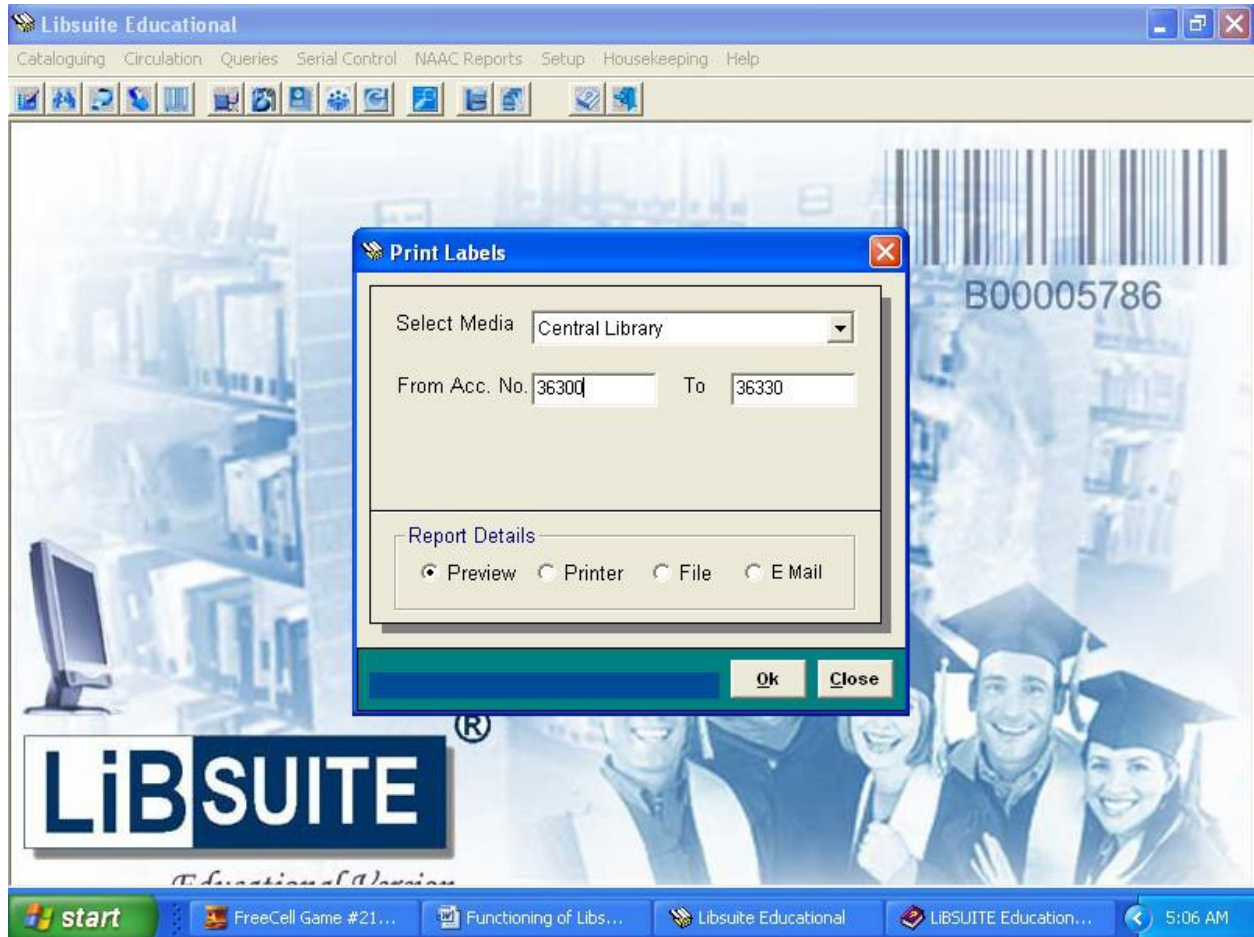 Libsuite Educational
Cataloguing Circulation Queries Serial Control NAAC Reports Setup Housekeeping Help
B00005786
Print Labels
Select Media Central Library
From Acc. No. 36300 To 36330
Report Details
Preview Printer File E Mail
Ok Close
®
LiBSUITE
Educational Version
start FreeCell Game #21... Functioning of Libs... Libsuite Educational LiBSUITE Education... 5:06 AM